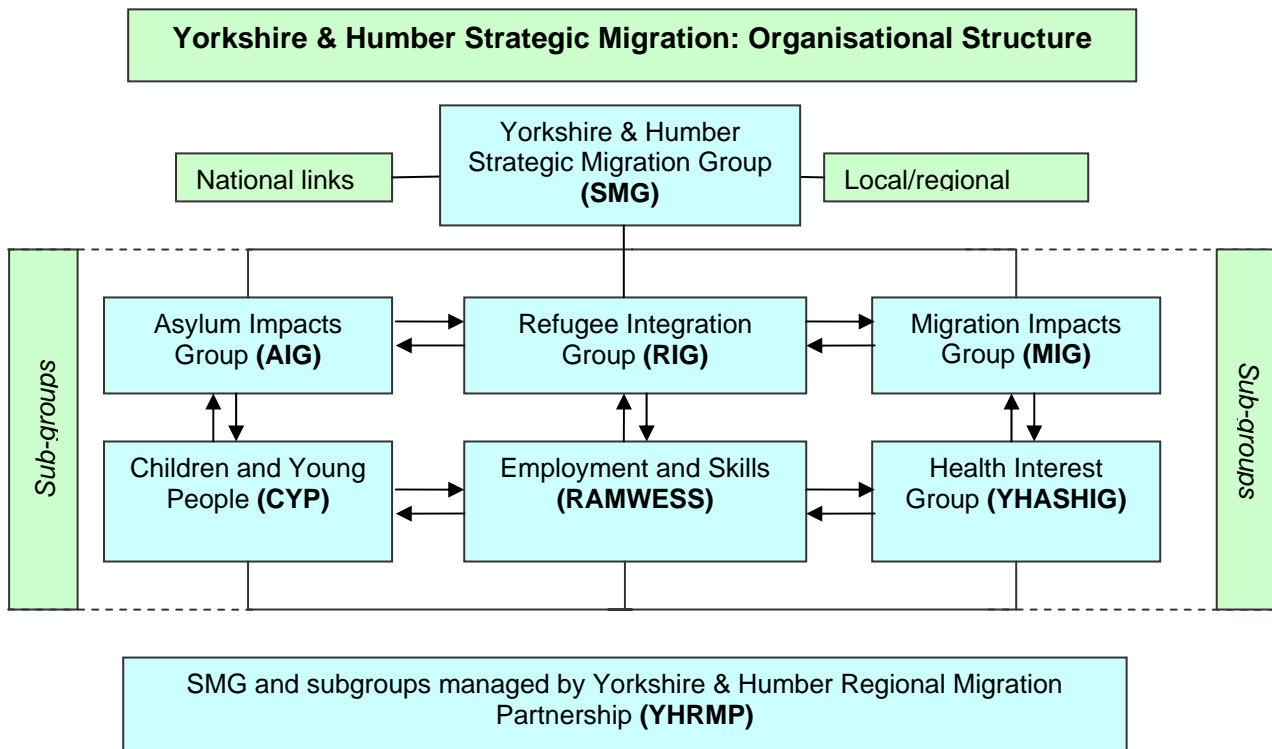 Yorkshire & Humber Strategic Migration: Organisational Structure
Yorkshire & Humber
Strategic Migration Group
(SMG)
National links
Local/regional
Sub-groups
Asylum Impacts
Group (AIG)
Refugee Integration
Group (RIG)
Migration Impacts
Group (MIG)
Sub-groups
Children and Young
People (CYP)
Employment and Skills
(RAMWESS)
Health Interest
Group (YHASHIG)
SMG and subgroups managed by Yorkshire & Humber Regional Migration
Partnership (YHRMP)